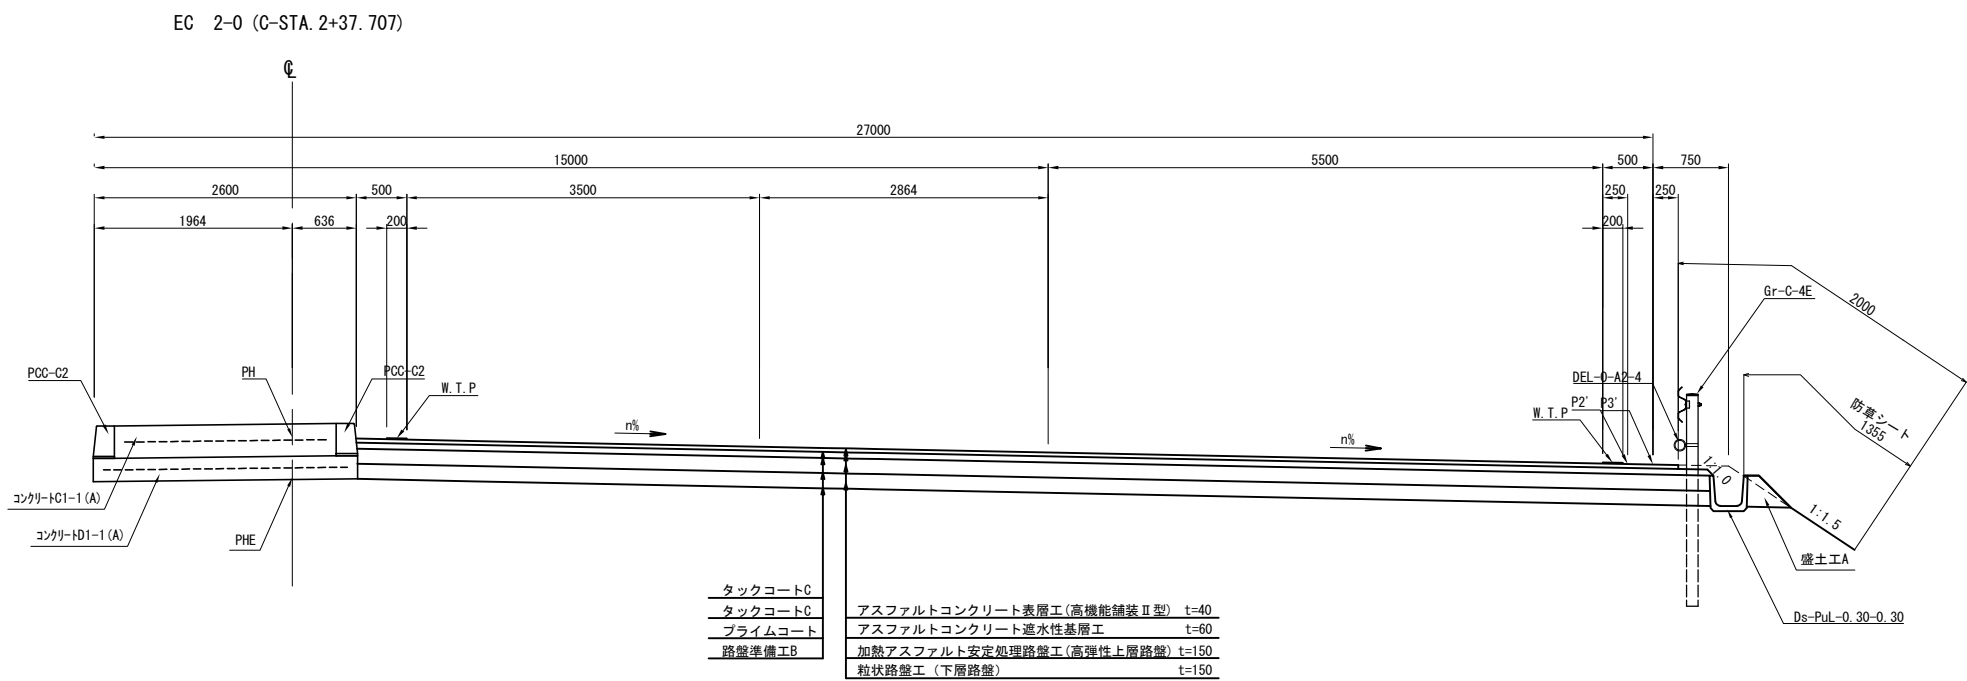 EC 2-0 (C-STA.2+37.707)
℄
27000
15000
5500
500
750
2600
500
3500
2864
250
250
1964
636
200
200
Gr-C-4E
2000
PCC-C2
PH
PCC-C2
W.T.P
DEL-O-A2-4
P2' P3'
W.T.P
防草シート
1355
n%
n%
1:1.0
1:1.5
コンクリートC1-1(A)
コンクリートD1-1(A)
PHE
盛土工A
Ds-PuL-0.30-0.30
タックコートC
タックコートC
プライムコート
路盤準備工B
アスファルトコンクリート表層工(高機能舗装Ⅱ型) t=40
アスファルトコンクリート遮水性基層工 t=60
加熱アスファルト安定処理路盤工(高弾性上層路盤) t=150
粒状路盤工（下層路盤） t=150